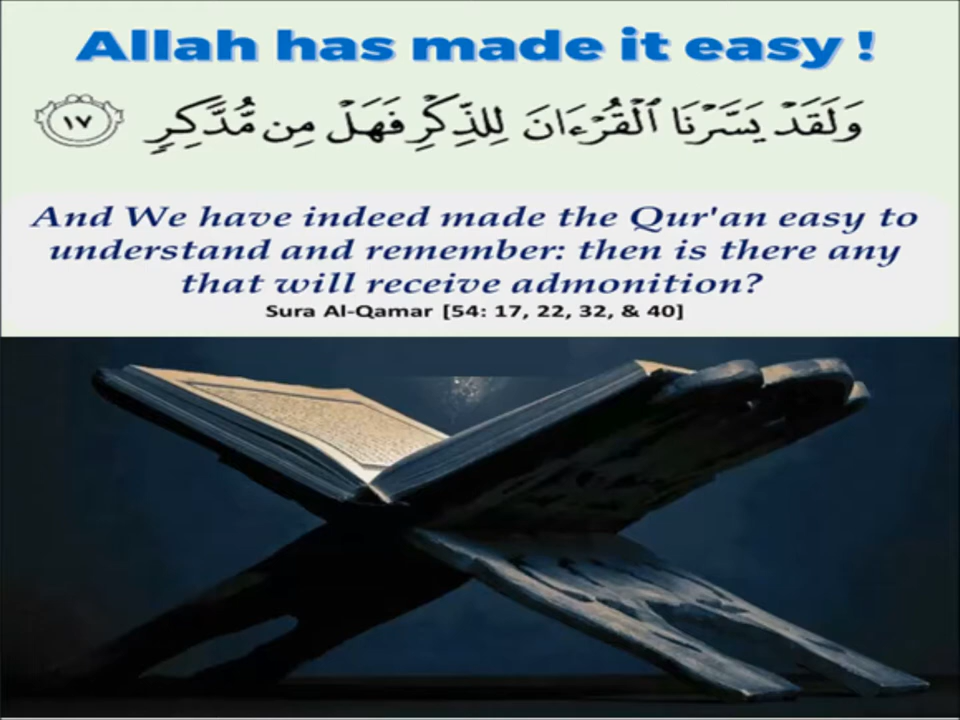 Allah has made it easy !
وَلَقَدْ يَسَّرْنَا ٱلْقُرْءَانَ لِلذِّكْرِ فَهَلْ مِن مُّدَّكِرٍ ١٧
And We have indeed made the Qur'an easy to
understand and remember: then is there any
that will receive admonition?
Sura Al-Qamar [54: 17, 22, 32, & 40]